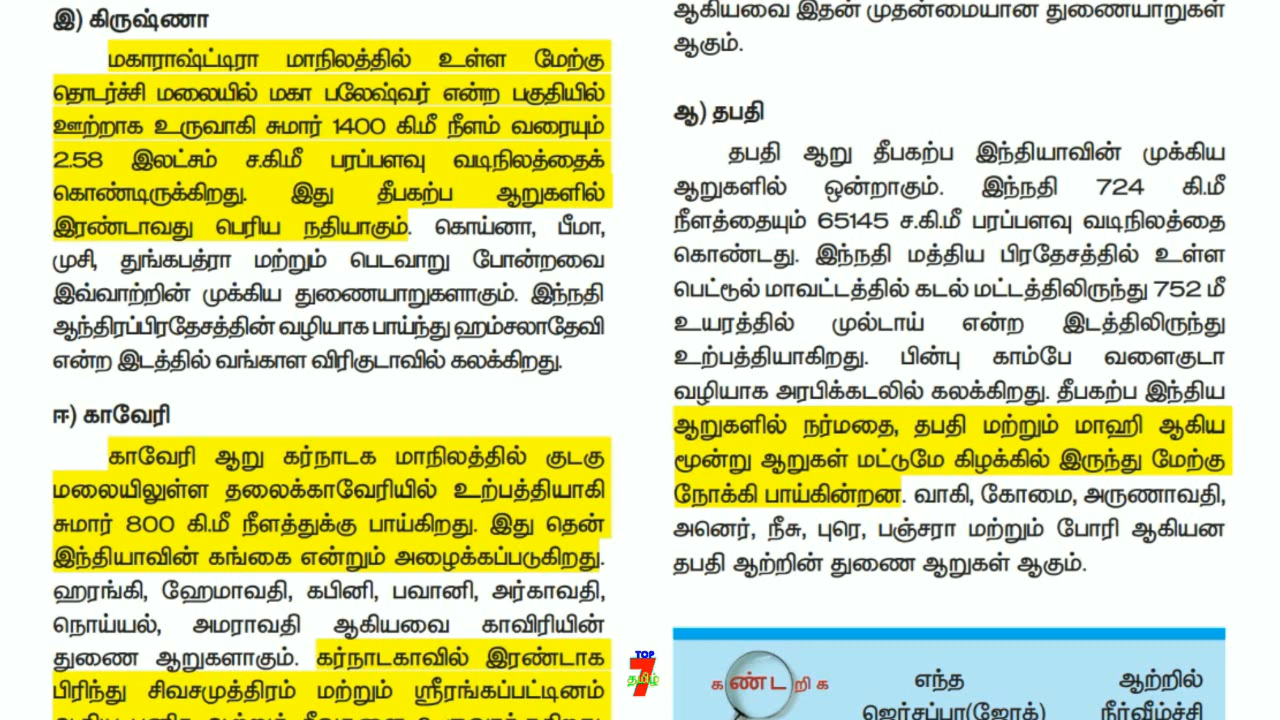 இ) கிருஷ்ணா
மகாராஷ்ட்டிரா மாநிலத்தில் உள்ள மேற்கு
தொடர்ச்சி மலையில் மகா பலேஷ்வர் என்ற பகுதியில்
ஊற்றாக உருவாகி சுமார் 1400 கி.மீ நீளம் வரையும்
2.58 இலட்சம் ச.கி.மீ பரப்பளவு வடிநிலத்தைக்
கொண்டிருக்கிறது. இது தீபகற்ப ஆறுகளில்
இரண்டாவது பெரிய நதியாகும். கொய்னா, பீமா,
முசி, துங்கபத்ரா மற்றும் பெடவாறு போன்றவை
இவ்வாற்றின் முக்கிய துணையாறுகளாகும். இந்நதி
ஆந்திரப்பிரதேசத்தின் வழியாக பாய்ந்து ஹம்சலாதேவி
என்ற இடத்தில் வங்காள விரிகுடாவில் கலக்கிறது.
ஈ) காவேரி
காவேரி ஆறு கர்நாடக மாநிலத்தில் குடகு
மலையிலுள்ள தலைக்காவேரியில் உற்பத்தியாகி
சுமார் 800 கி.மீ நீளத்துக்கு பாய்கிறது. இது தென்
இந்தியாவின் கங்கை என்றும் அழைக்கப்படுகிறது.
ஹரங்கி, ஹேமாவதி, கபினி, பவானி, அர்காவதி,
நொய்யல், அமராவதி ஆகியவை காவிரியின்
துணை ஆறுகளாகும். கர்நாடகாவில் இரண்டாக
பிரிந்து சிவசமுத்திரம் மற்றும் ஸ்ரீரங்கப்பட்டினம்
ஆகியவை இதன் முதன்மையான துணையாறுகள்
ஆகும்.
ஆ) தபதி
தபதி ஆறு தீபகற்ப இந்தியாவின் முக்கிய
ஆறுகளில் ஒன்றாகும். இந்நதி 724 கி.மீ
நீளத்தையும் 65145 ச.கி.மீ பரப்பளவு வடிநிலத்தை
கொண்டது. இந்நதி மத்திய பிரதேசத்தில் உள்ள
பெட்டூல் மாவட்டத்தில் கடல் மட்டத்திலிருந்து 752 மீ
உயரத்தில் முல்டாய் என்ற இடத்திலிருந்து
உற்பத்தியாகிறது. பின்பு காம்பே வளைகுடா
வழியாக அரபிக்கடலில் கலக்கிறது. தீபகற்ப இந்திய
ஆறுகளில் நர்மதை, தபதி மற்றும் மாஹி ஆகிய
மூன்று ஆறுகள் மட்டுமே கிழக்கில் இருந்து மேற்கு
நோக்கி பாய்கின்றன. வாகி, கோமை, அருணாவதி,
அனெர், நீசு, புரெ, பஞ்சரா மற்றும் போரி ஆகியன
தபதி ஆற்றின் துணை ஆறுகள் ஆகும்.
கண்டறிக
எந்த ஆற்றில்
ஜெர்சப்பா(ஜோக்) நீர்வீழ்ச்சி
TOP
7
தமிழ்